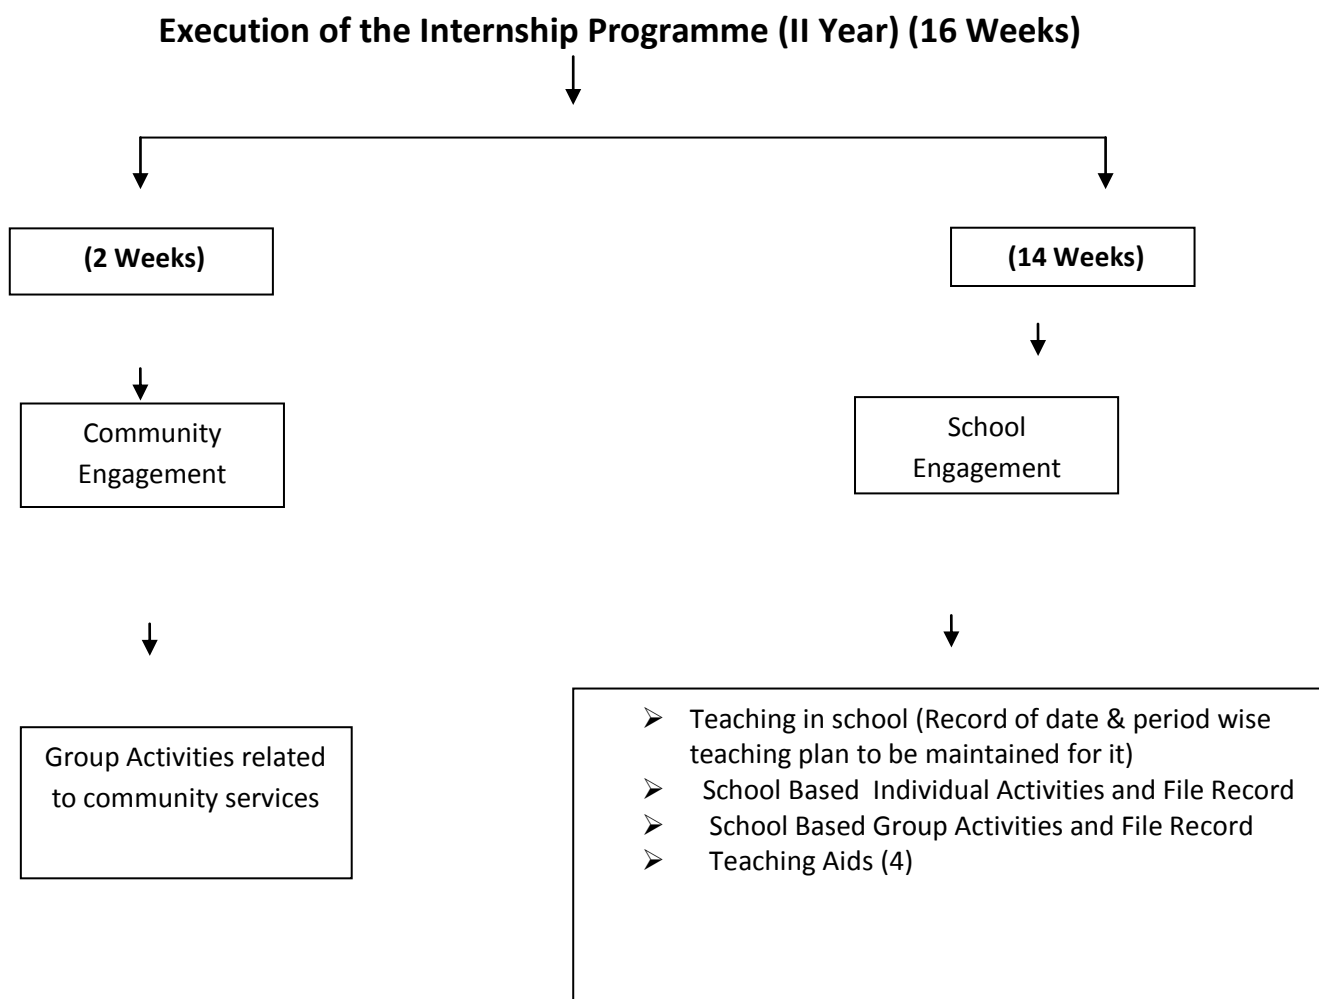 Execution of the Internship Programme (II Year) (16 Weeks)
(2 Weeks)
(14 Weeks)
Community
Engagement
School
Engagement
Group Activities related
to community services
➢ Teaching in school (Record of date & period wise
teaching plan to be maintained for it)
➢ School Based Individual Activities and File Record
➢ School Based Group Activities and File Record
➢ Teaching Aids (4)